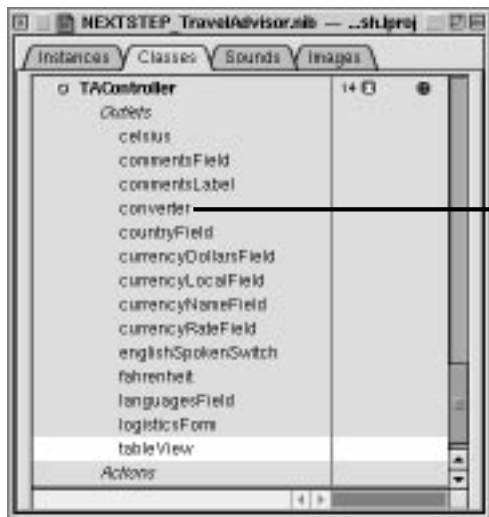 NEXTSTEP_TravelAdvisor.nib — ...sh.lproj
Instances Classes Sounds Images
TAController 14
Outlets
celsius
commentsField
commentsLabel
converter
countryField
currencyDollarsField
currencyLocalField
currencyNameField
currencyRateField
englishSpokenSwitch
fahrenheit
languagesField
logisticsForm
tableView
Actions